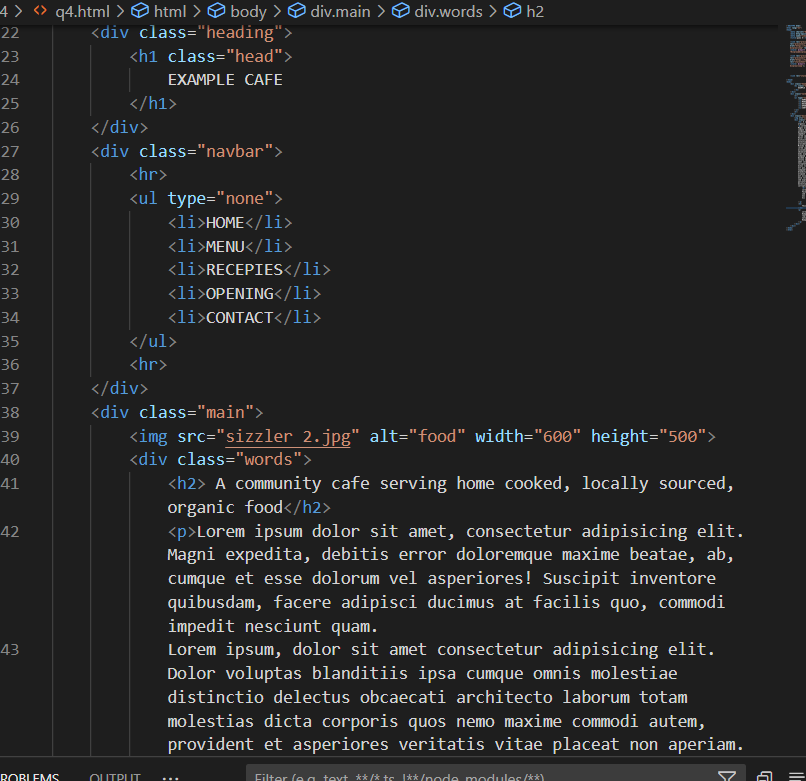 4 > <> q4.html > html > body > div.main > div.words > h2
22 <div class="heading">
23 <h1 class="head">
24 EXAMPLE CAFE
25 </h1>
26 </div>
27 <div class="navbar">
28 <hr>
29 <ul type="none">
30 <li>HOME</li>
31 <li>MENU</li>
32 <li>RECEPIES</li>
33 <li>OPENING</li>
34 <li>CONTACT</li>
35 </ul>
36 <hr>
37 </div>
38 <div class="main">
39 <img src="sizzler 2.jpg" alt="food" width="600" height="500">
40 <div class="words">
41 <h2> A community cafe serving home cooked, locally sourced,
organic food</h2>
42 <p>Lorem ipsum dolor sit amet, consectetur adipisicing elit.
Magni expedita, debitis error doloremque maxime beatae, ab,
cumque et esse dolorum vel asperiores! Suscipit inventore
quibusdam, facere adipisci ducimus at facilis quo, commodi
impedit nesciunt quam.
43 Lorem ipsum, dolor sit amet consectetur adipisicing elit.
Dolor voluptas blanditiis ipsa cumque omnis molestiae
distinctio delectus obcaecati architecto laborum totam
molestias dicta corporis quos nemo maxime commodi autem,
provident et asperiores veritatis vitae placeat non aperiam.
ROBLEMS OUTPUT ... Filter (e.g. text, **/*.ts, !**/node_modules/**)